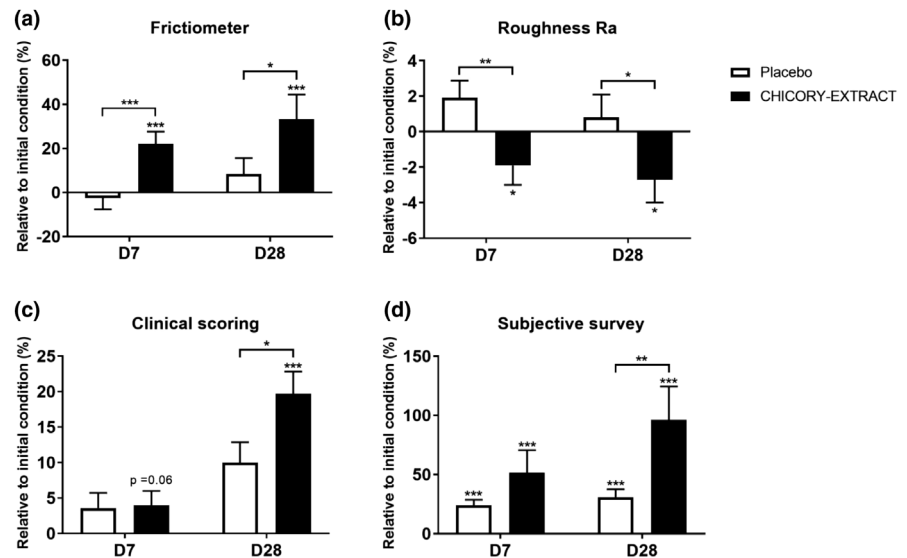 (a)
Frictiometer
Relative to initial condition (%)
60
40
20
0
-20
***
***
*
***
D7
D28
(b)
Roughness Ra
Relative to initial condition (%)
4
2
0
-2
-4
-6
**
*
*
*
D7
D28
Placebo
CHICORY-EXTRACT
(c)
Clinical scoring
Relative to initial condition (%)
25
20
15
10
5
0
p =0.06
*
***
D7
D28
(d)
Subjective survey
Relative to initial condition (%)
150
100
50
0
***
***
***
**
***
D7
D28